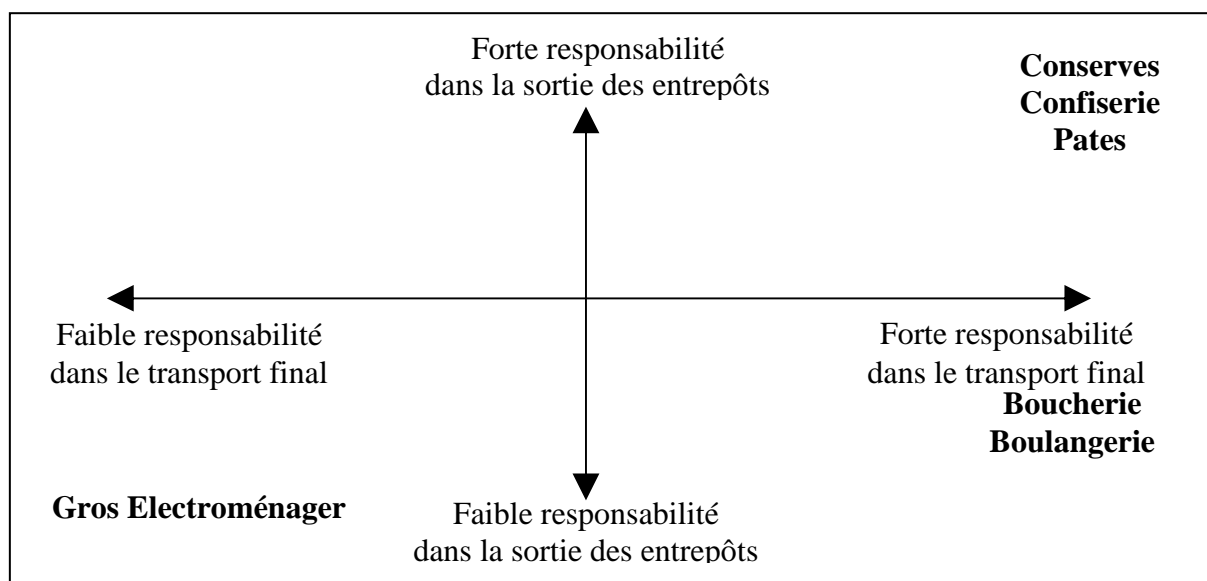 Forte responsabilité
dans la sortie des entrepôts
Conserves
Confiserie
Pates
Faible responsabilité
dans le transport final
Forte responsabilité
dans le transport final
Boucherie
Boulangerie
Gros Electroménager
Faible responsabilité
dans la sortie des entrepôts